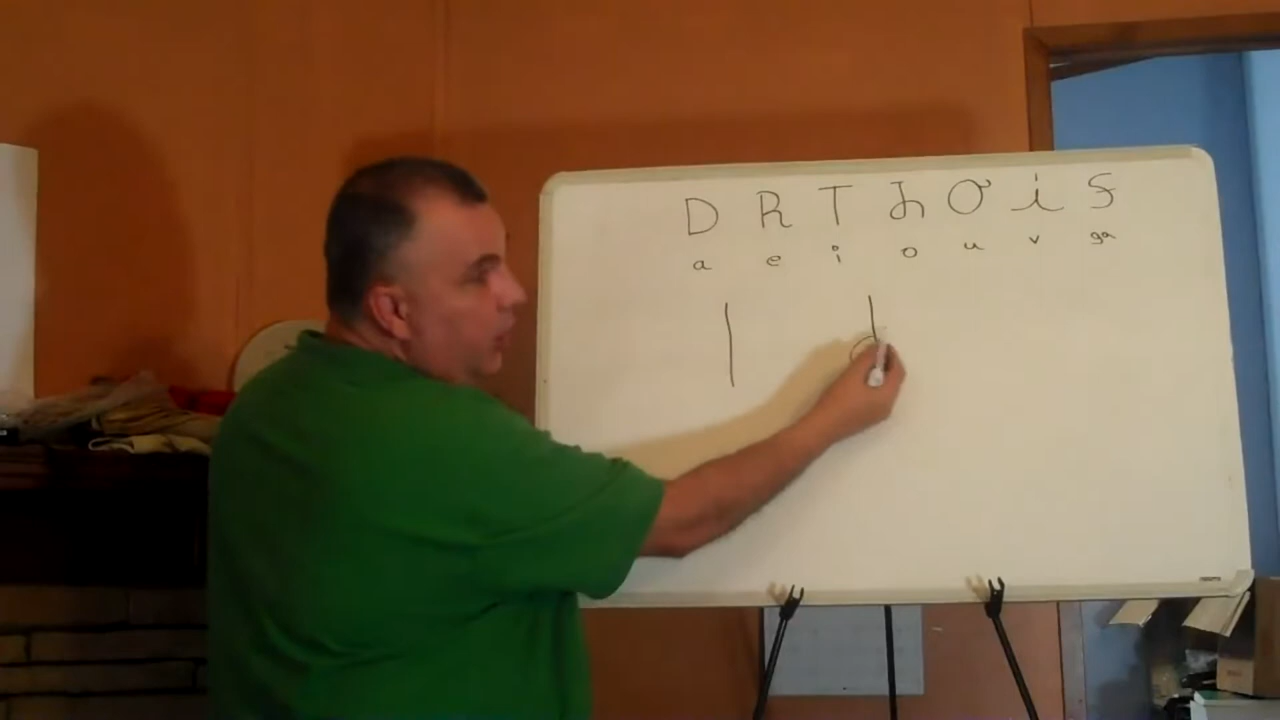 Ꭰ Ꭱ Ꭲ Ꭳ Ꭴ Ꭵ Ꭶ
a e i o u v ga